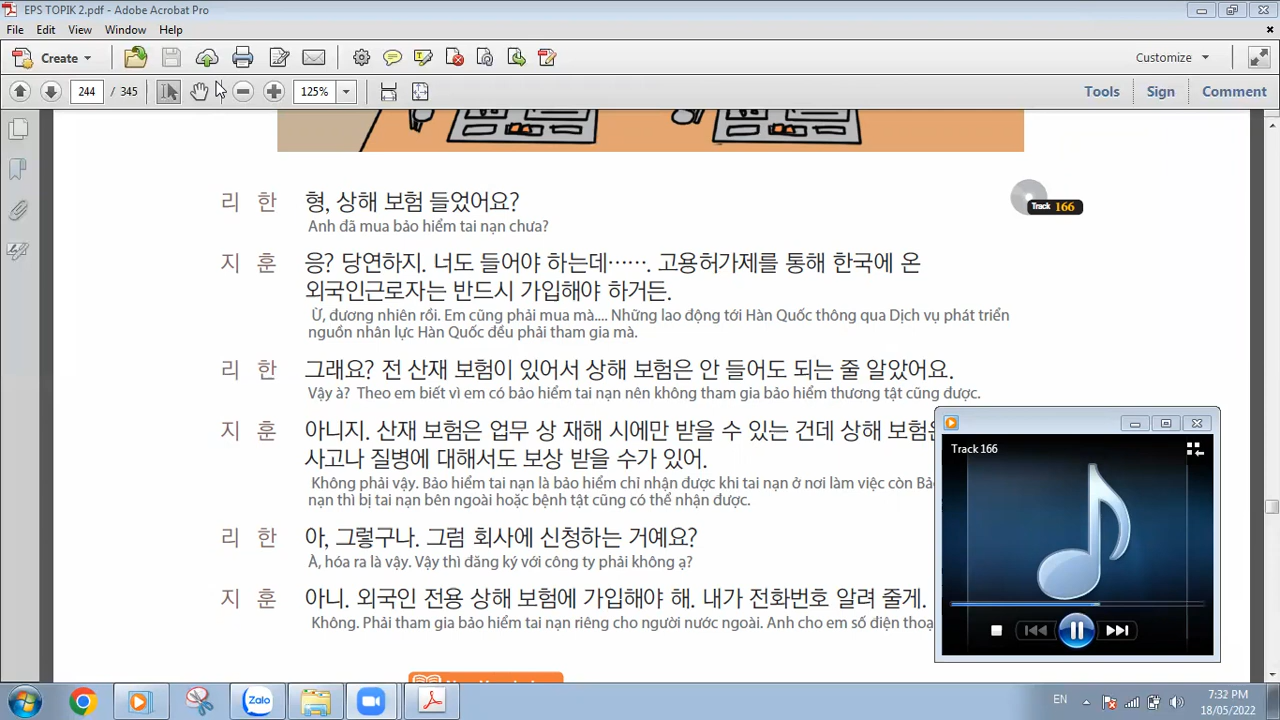 EPS TOPIK 2.pdf - Adobe Acrobat Pro
File Edit View Window Help
Create
Customize
244 / 345
125%
Tools Sign Comment
Track 166
리 한 형, 상해 보험 들었어요?
Anh đã mua bảo hiểm tai nạn chưa?
지 훈 응? 당연하지. 너도 들어야 하는데……. 고용허가제를 통해 한국에 온
외국인근로자는 반드시 가입해야 하거든.
Ừ, đương nhiên rồi. Em cũng phải mua mà.... Những lao động tới Hàn Quốc thông qua Dịch vụ phát triển
nguồn nhân lực Hàn Quốc đều phải tham gia mà.
리 한 그래요? 전 산재 보험이 있어서 상해 보험은 안 들어도 되는 줄 알았어요.
Vậy à? Theo em biết vì em có bảo hiểm tai nạn nên không tham gia bảo hiểm thương tật cũng được.
지 훈 아니지. 산재 보험은 업무 상 재해 시에만 받을 수 있는 건데 상해 보험은
사고나 질병에 대해서도 보상 받을 수가 있어.
Không phải vậy. Bảo hiểm tai nạn là bảo hiểm chỉ nhận được khi tai nạn ở nơi làm việc còn
nạn thì bị tai nạn bên ngoài hoặc bệnh tật cũng có thể nhận được.
리 한 아, 그렇구나. 그럼 회사에 신청하는 거예요?
À, hóa ra là vậy. Vậy thì đăng ký với công ty phải không ạ?
지 훈 아니. 외국인 전용 상해 보험에 가입해야 해. 내가 전화번호 알려 줄게.
Không. Phải tham gia bảo hiểm tai nạn riêng cho người nước ngoài. Anh cho em số điện thoại
Track 166
Zalo
EN
7:32 PM
18/05/2022